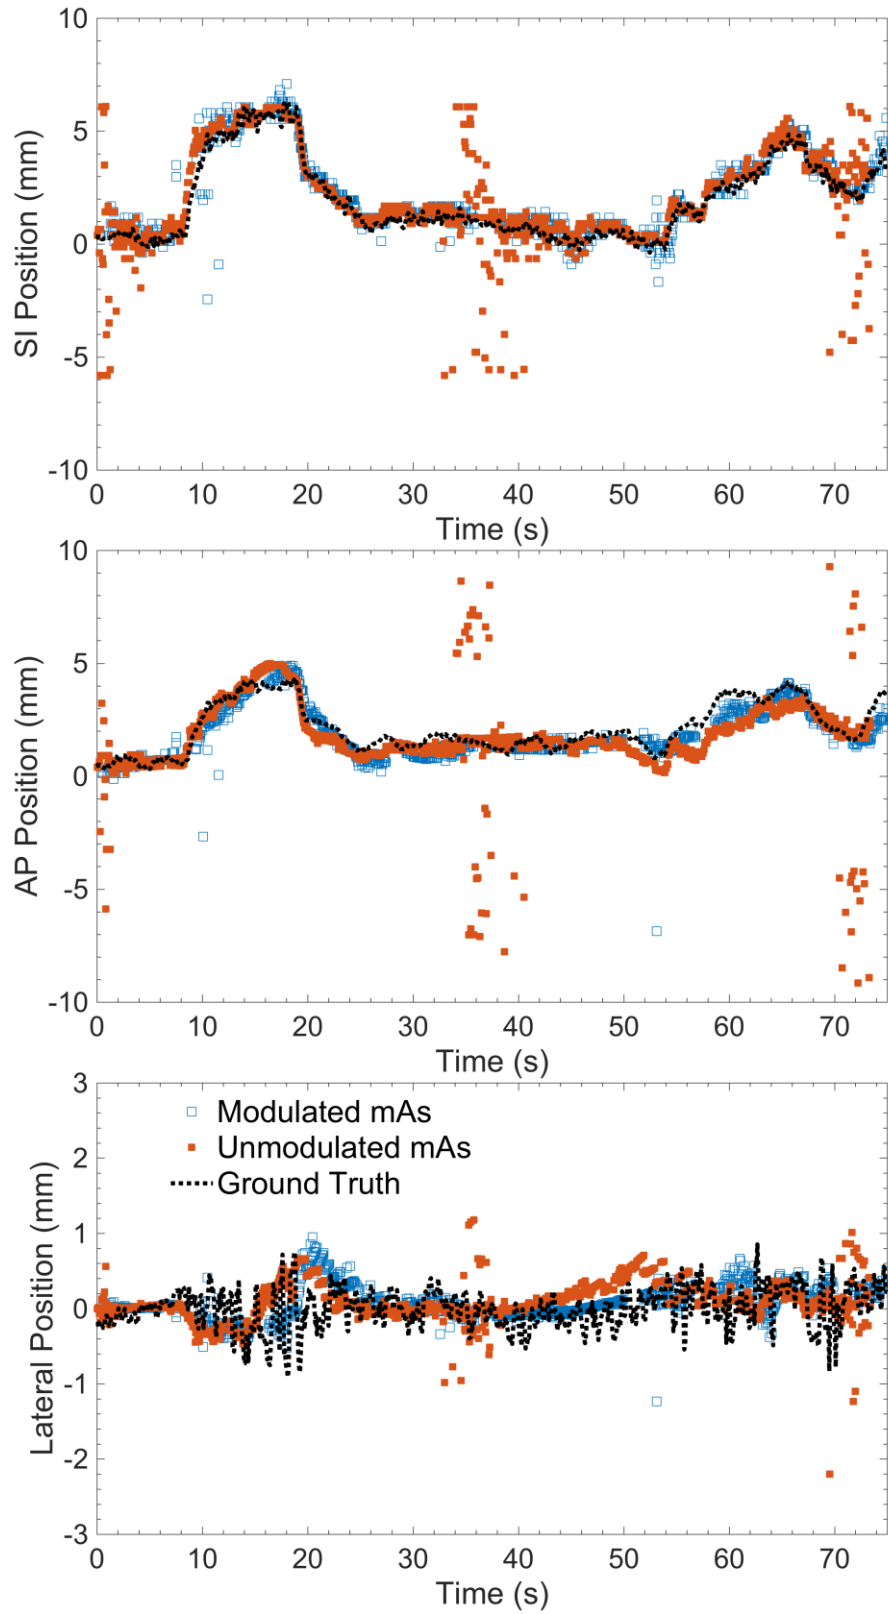 10
5
0
-5
-10
SI Position (mm)
0 10 20 30 40 50 60 70
Time (s)
10
5
0
-5
-10
AP Position (mm)
0 10 20 30 40 50 60 70
Time (s)
3
2
1
0
-1
-2
-3
Lateral Position (mm)
Modulated mAs
Unmodulated mAs
Ground Truth
0 10 20 30 40 50 60 70
Time (s)